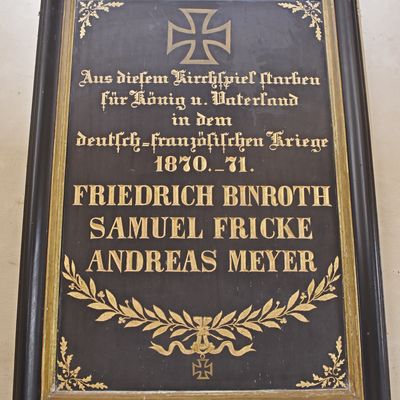 Aus diesem Kirchspiel starben
für König u. Vaterland
in dem
deutsch-französischen Kriege
1870.-71.
FRIEDRICH BINROTH
SAMUEL FRICKE
ANDREAS MEYER